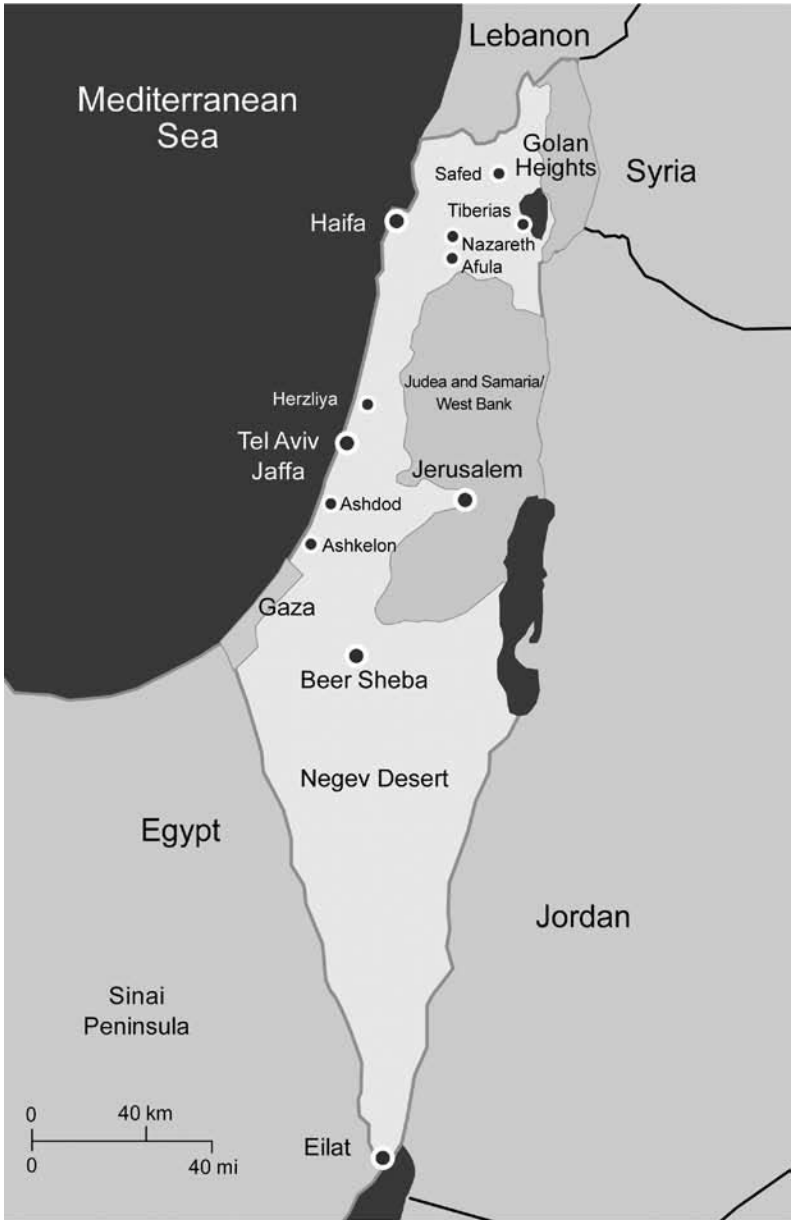 Lebanon
Mediterranean
Sea
Golan
Heights
Safed
Syria
Tiberias
Haifa
Nazareth
Afula
Judea and Samaria/
West Bank
Herzliya
Tel Aviv
Jaffa
Jerusalem
Ashdod
Ashkelon
Gaza
Beer Sheba
Negev Desert
Egypt
Jordan
Sinai
Peninsula
0 40 km
0 40 mi
Eilat